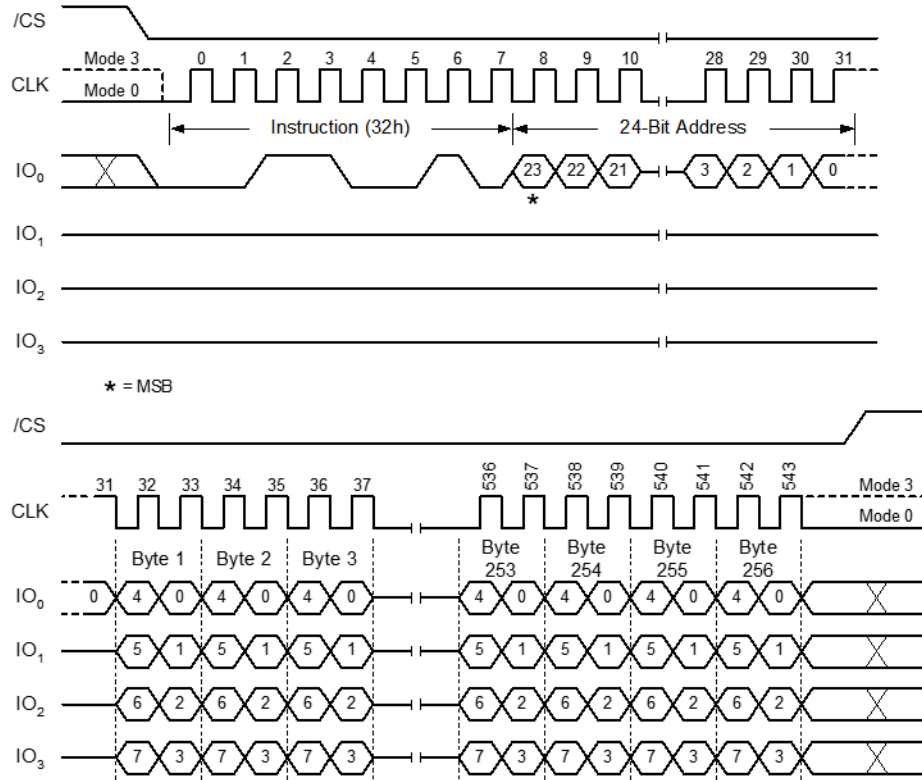 /CS
Mode 3 0 1 2 3 4 5 6 7 8 9 10 28 29 30 31
CLK
Mode 0
Instruction (32h) 24-Bit Address
IO0 23 22 21 3 2 1 0
*
IO1
IO2
IO3
* = MSB
/CS
31 32 33 34 35 36 37 536 537 538 539 540 541 542 543 Mode 3
CLK Mode 0
Byte 1 Byte 2 Byte 3 Byte 253 Byte 254 Byte 255 Byte 256
IO0 0 4 0 4 0 4 0 4 0 4 0 4 0 4 0
IO1 5 1 5 1 5 1 5 1 5 1 5 1 5 1
IO2 6 2 6 2 6 2 6 2 6 2 6 2 6 2
IO3 7 3 7 3 7 3 7 3 7 3 7 3 7 3